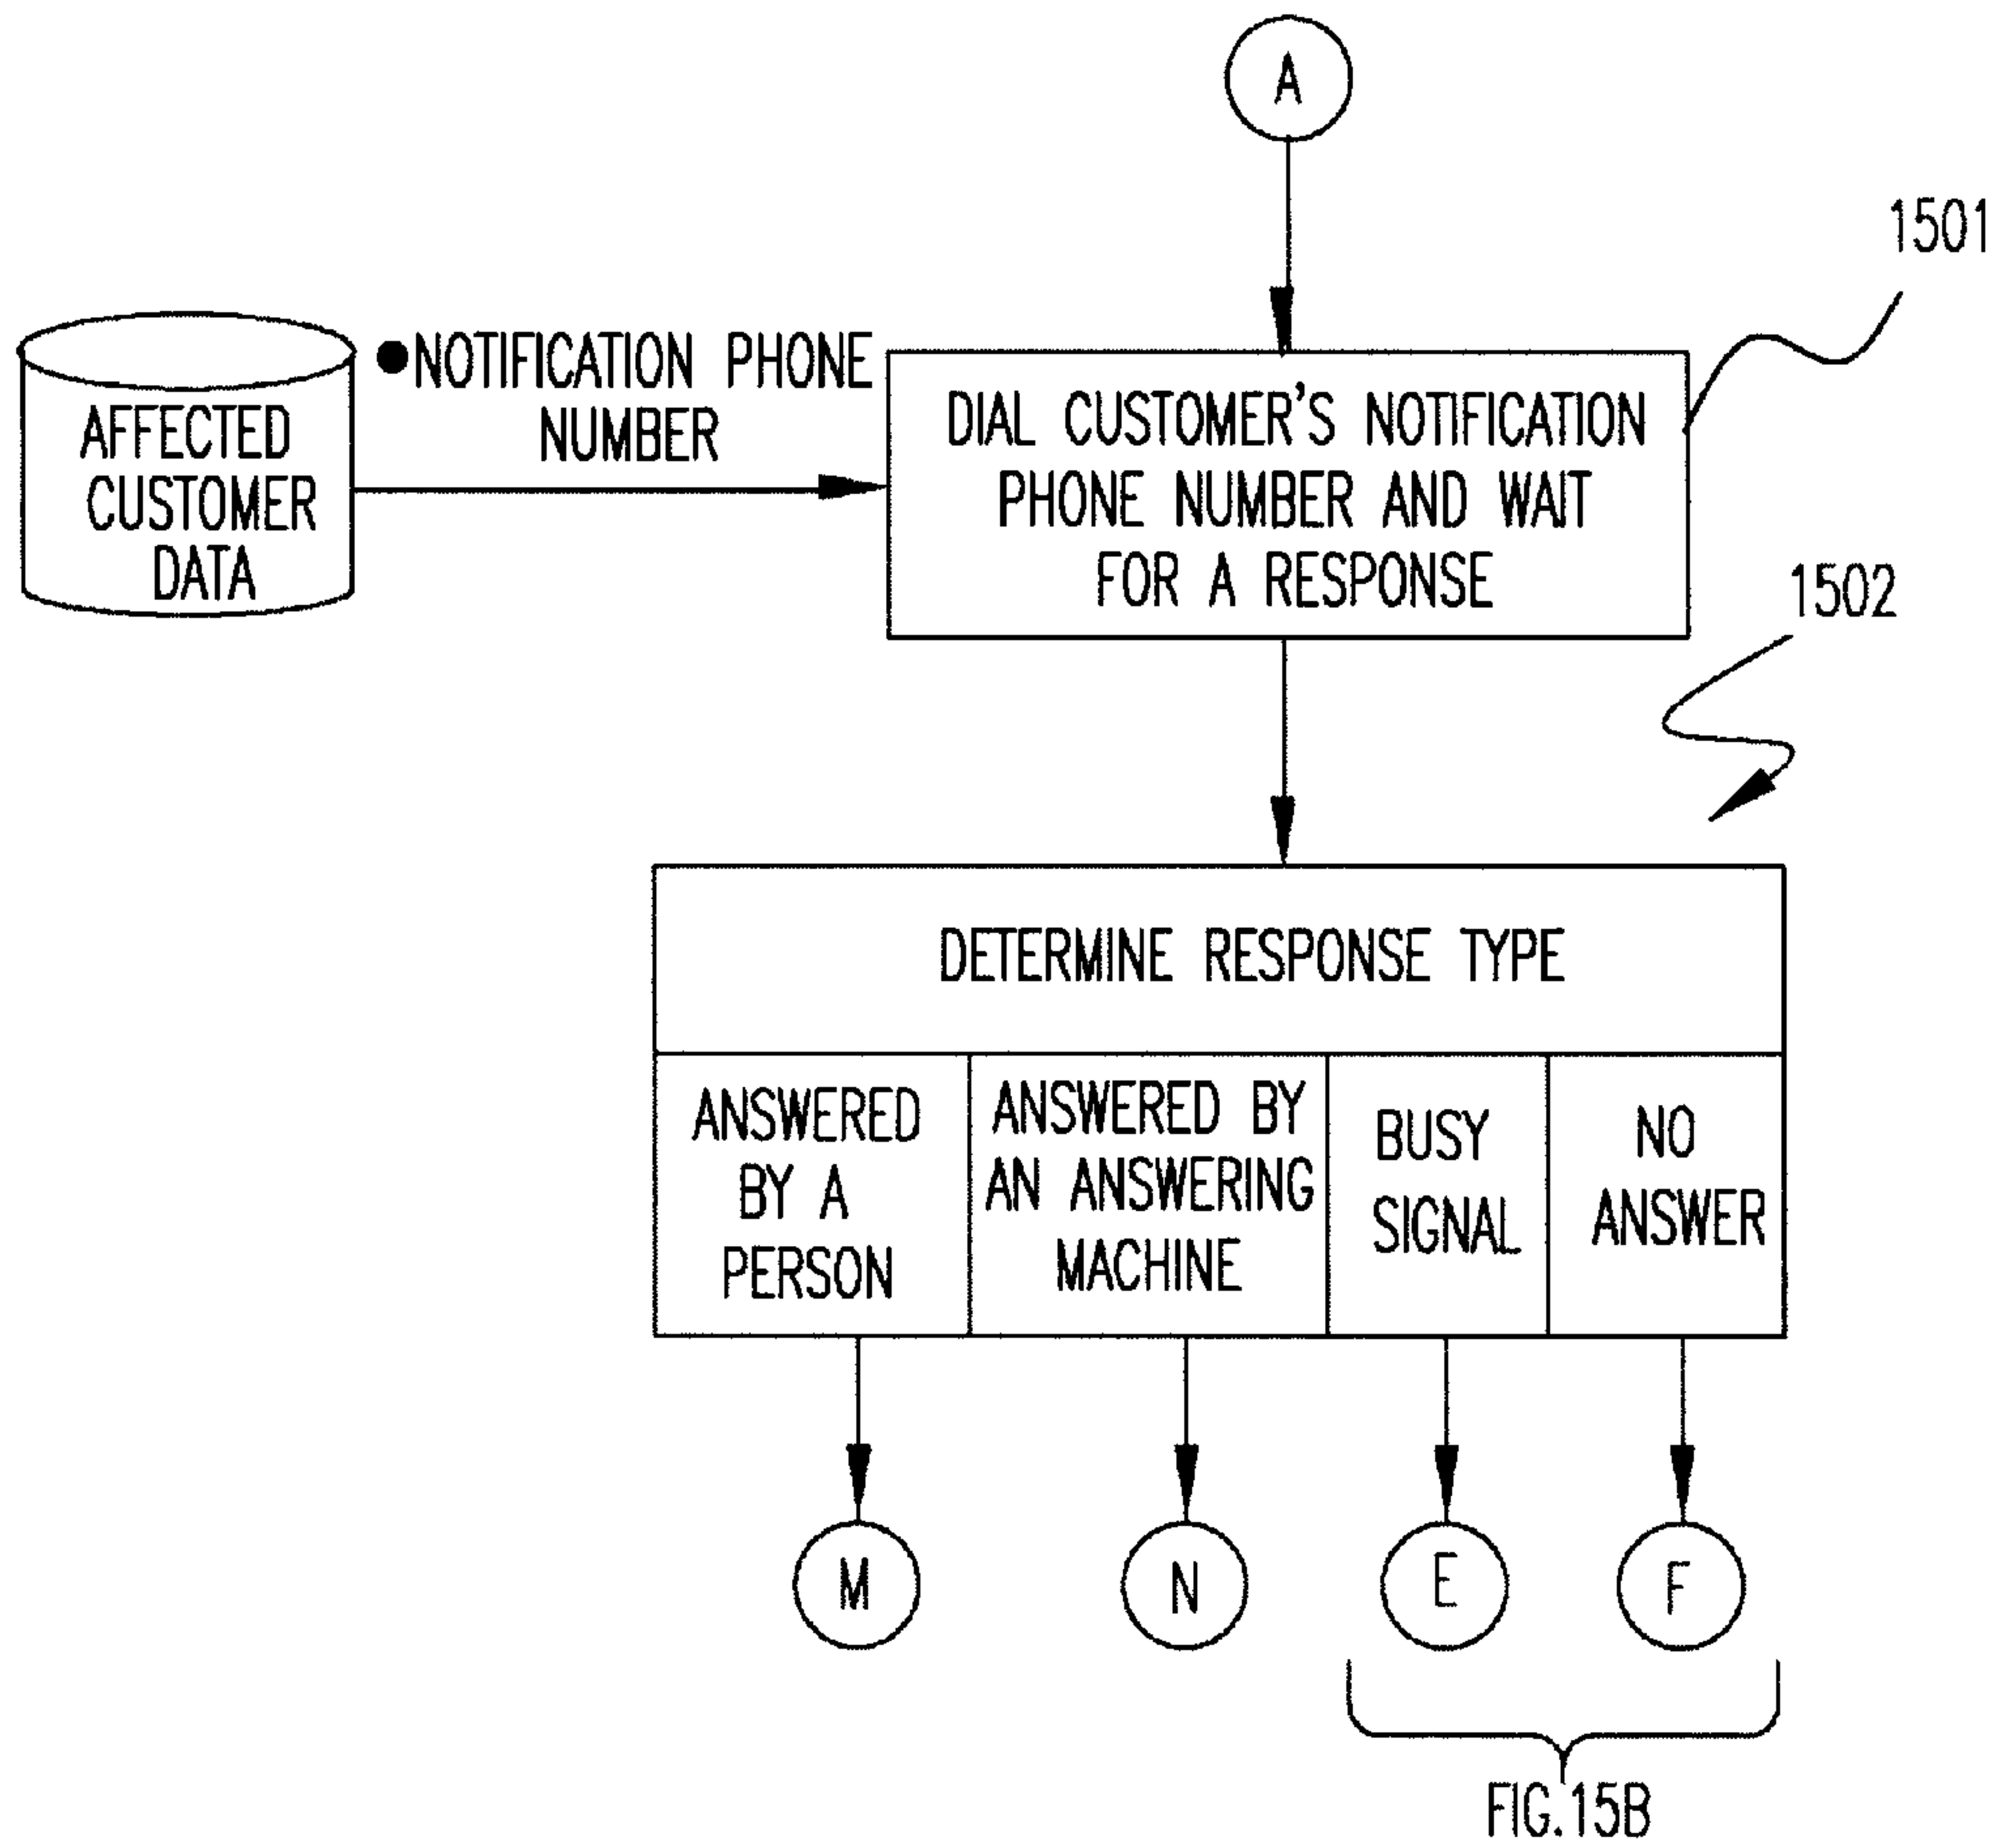 A
1501
●NOTIFICATION PHONE
NUMBER
AFFECTED
CUSTOMER
DATA
DIAL CUSTOMER'S NOTIFICATION
PHONE NUMBER AND WAIT
FOR A RESPONSE
1502
DETERMINE RESPONSE TYPE
ANSWERED
BY A
PERSON
ANSWERED BY
AN ANSWERING
MACHINE
BUSY
SIGNAL
NO
ANSWER
M
N
E
F
FIG.15B